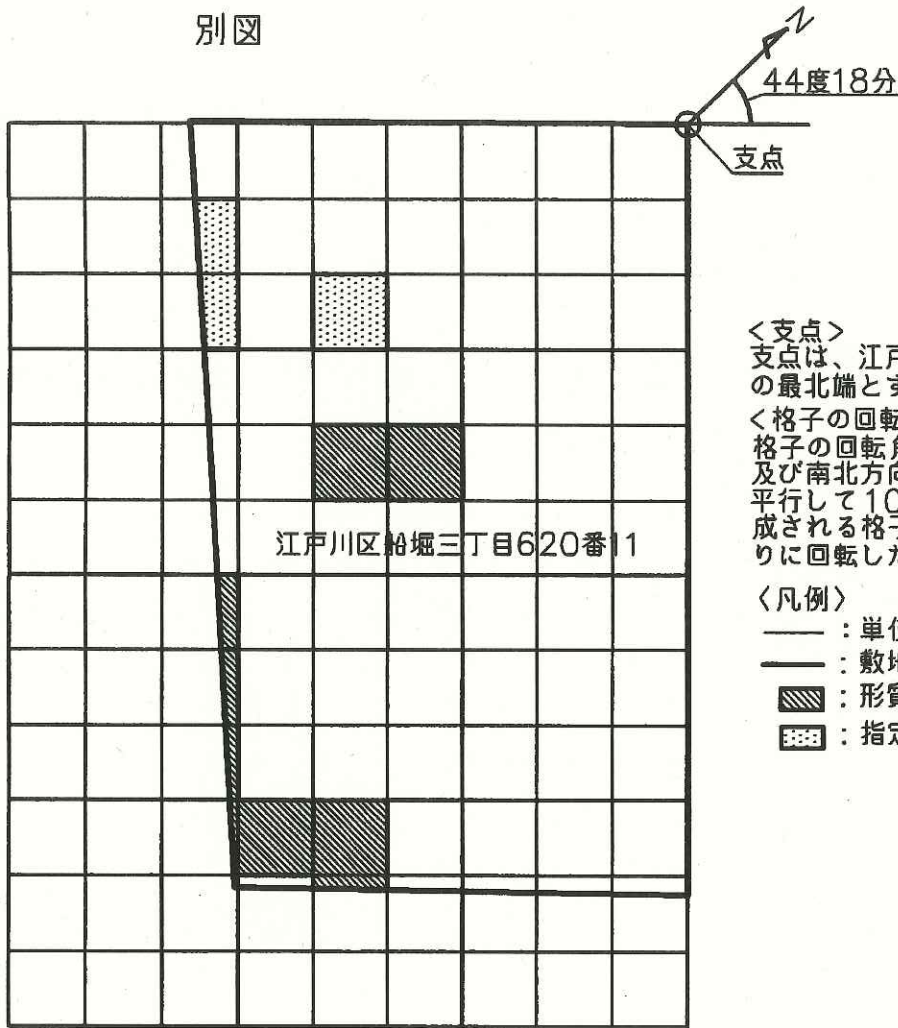 別図
N
44度18分
支点
<支点>
支点は、江戸
の最北端と
<格子の回転
格子の回転
及び南北方向
平行して10
成される格子
りに回転し
江戸川区船堀三丁目620番11
<凡例>
:単位
:敷地
:形質
:指定